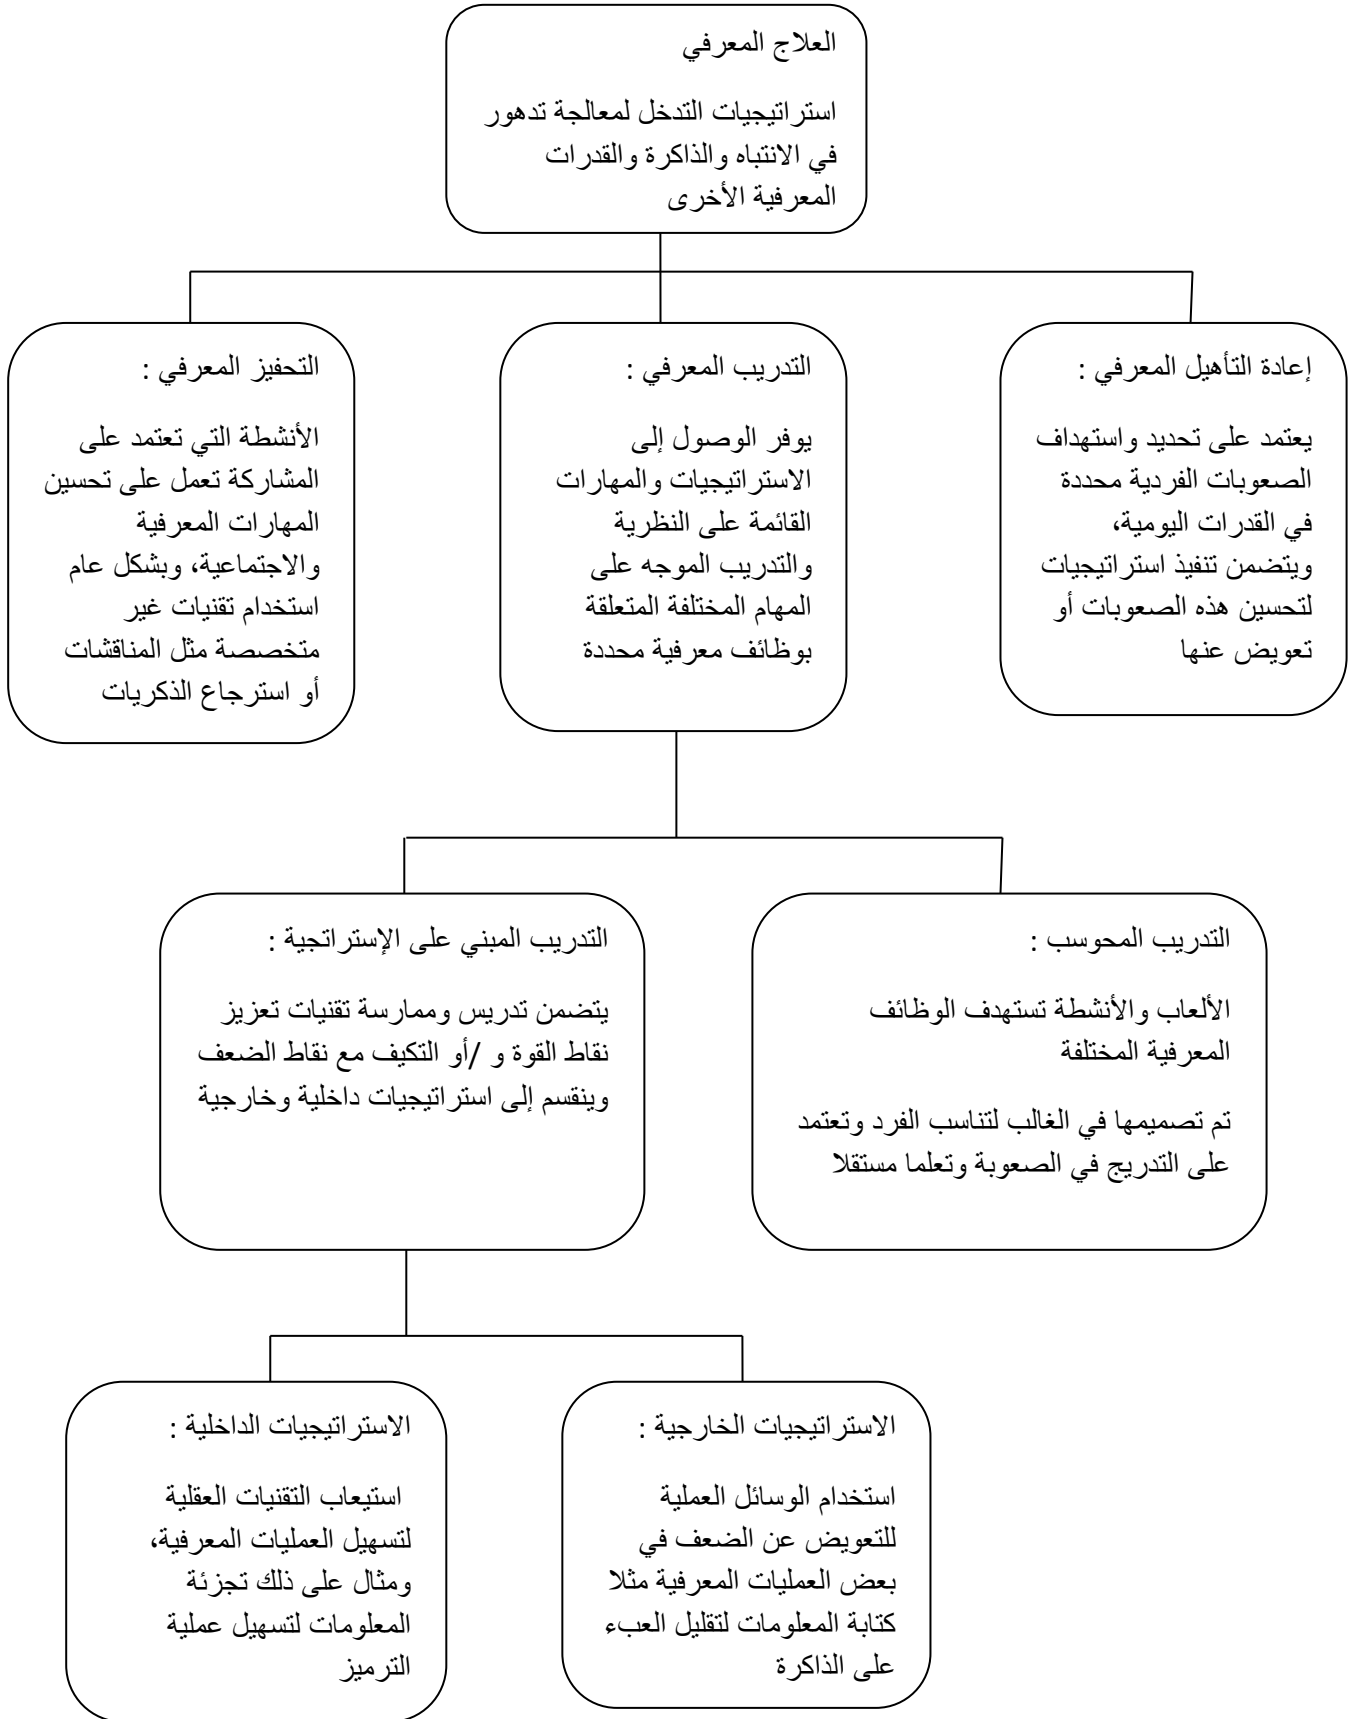 العلاج المعرفي
استراتيجيات التدخل لمعالجة تدهور
في الانتباه والذاكرة والقدرات
المعرفية الأخرى
إعادة التأهيل المعرفي :
يعتمد على تحديد واستهداف
الصعوبات الفردية محددة
في القدرات اليومية،
ويتضمن تنفيذ استراتيجيات
لتحسين هذه الصعوبات أو
تعويض عنها
التدريب المعرفي :
يوفر الوصول إلى
الاستراتيجيات والمهارات
القائمة على النظرية
والتدريب الموجه على
المهام المختلفة المتعلقة
بوظائف معرفية محددة
التحفيز المعرفي :
الأنشطة التي تعتمد على
المشاركة تعمل على تحسين
المهارات المعرفية
والاجتماعية، وبشكل عام
استخدام تقنيات غير
متخصصة مثل المناقشات
أو استرجاع الذكريات
التدريب المحوسب :
الألعاب والأنشطة تستهدف الوظائف
المعرفية المختلفة
تم تصميمها في الغالب لتناسب الفرد وتعتمد
على التدريج في الصعوبة وتعلما مستقلا
التدريب المبني على الإستراتجية :
يتضمن تدريس وممارسة تقنيات تعزيز
نقاط القوة و /أو التكيف مع نقاط الضعف
وينقسم إلى استراتيجيات داخلية وخارجية
الاستراتيجيات الخارجية :
استخدام الوسائل العملية
للتعويض عن الضعف في
بعض العمليات المعرفية مثلا
كتابة المعلومات لتقليل العبء
على الذاكرة
الاستراتيجيات الداخلية :
استيعاب التقنيات العقلية
لتسهيل العمليات المعرفية،
ومثال على ذلك تجزئة
المعلومات لتسهيل عملية
الترميز